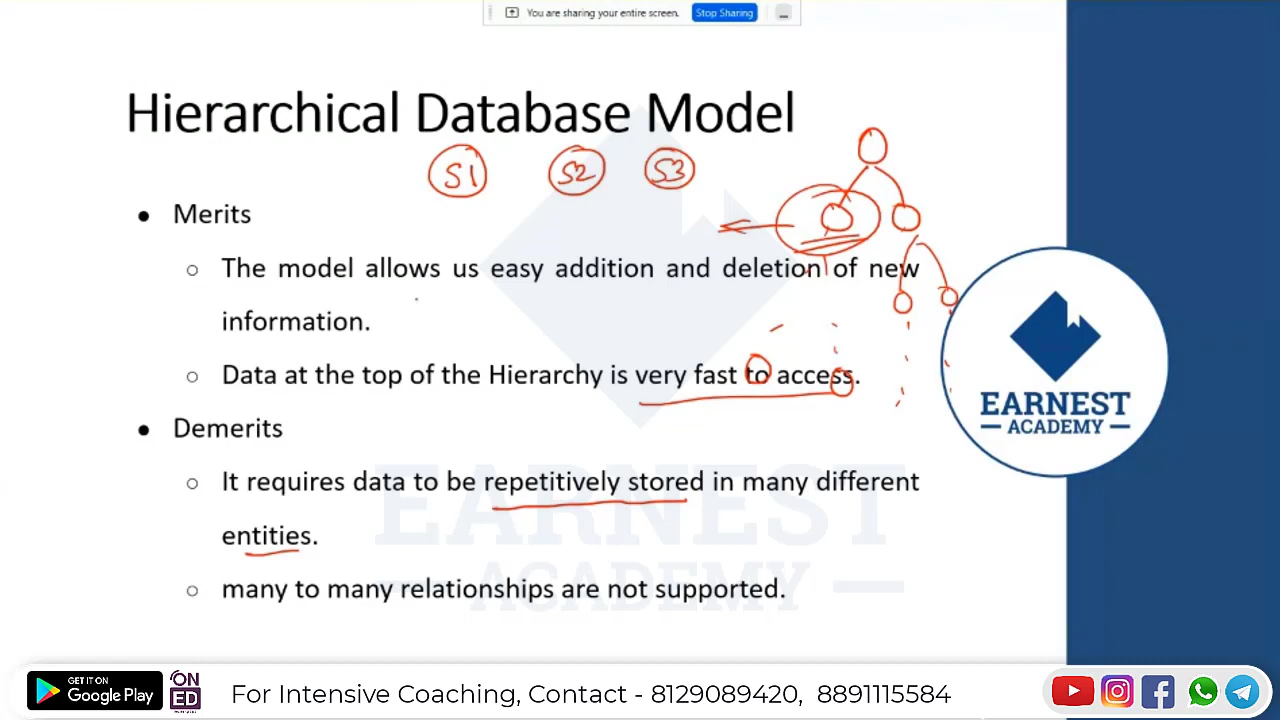 You are sharing your entire screen. Stop Sharing
Hierarchical Database Model
S1 S2 S3
● Merits
○ The model allows us easy addition and deletion of new
information.
○ Data at the top of the Hierarchy is very fast to access.
● Demerits
○ It requires data to be repetitively stored in many different
entities.
○ many to many relationships are not supported.
EARNEST
ACADEMY
EARNEST
ACADEMY
GET IT ON
Google Play
ON
ED
For Intensive Coaching, Contact - 8129089420, 8891115584